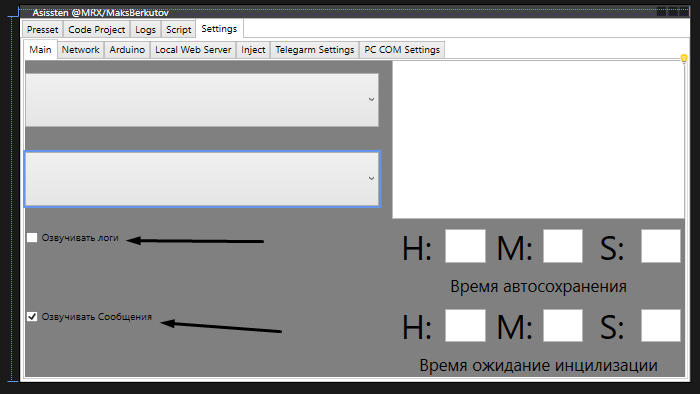 Asissten @MRX/MaksBerkutov
Presset Code Project Logs Script Settings
Main Network Arduino Local Web Server Inject Telegarm Settings PC COM Settings
Озвучивать логи
H: M: S:
Время автосохранения
Озвучивать Сообщения
H: M: S:
Время ожидание инцилизации